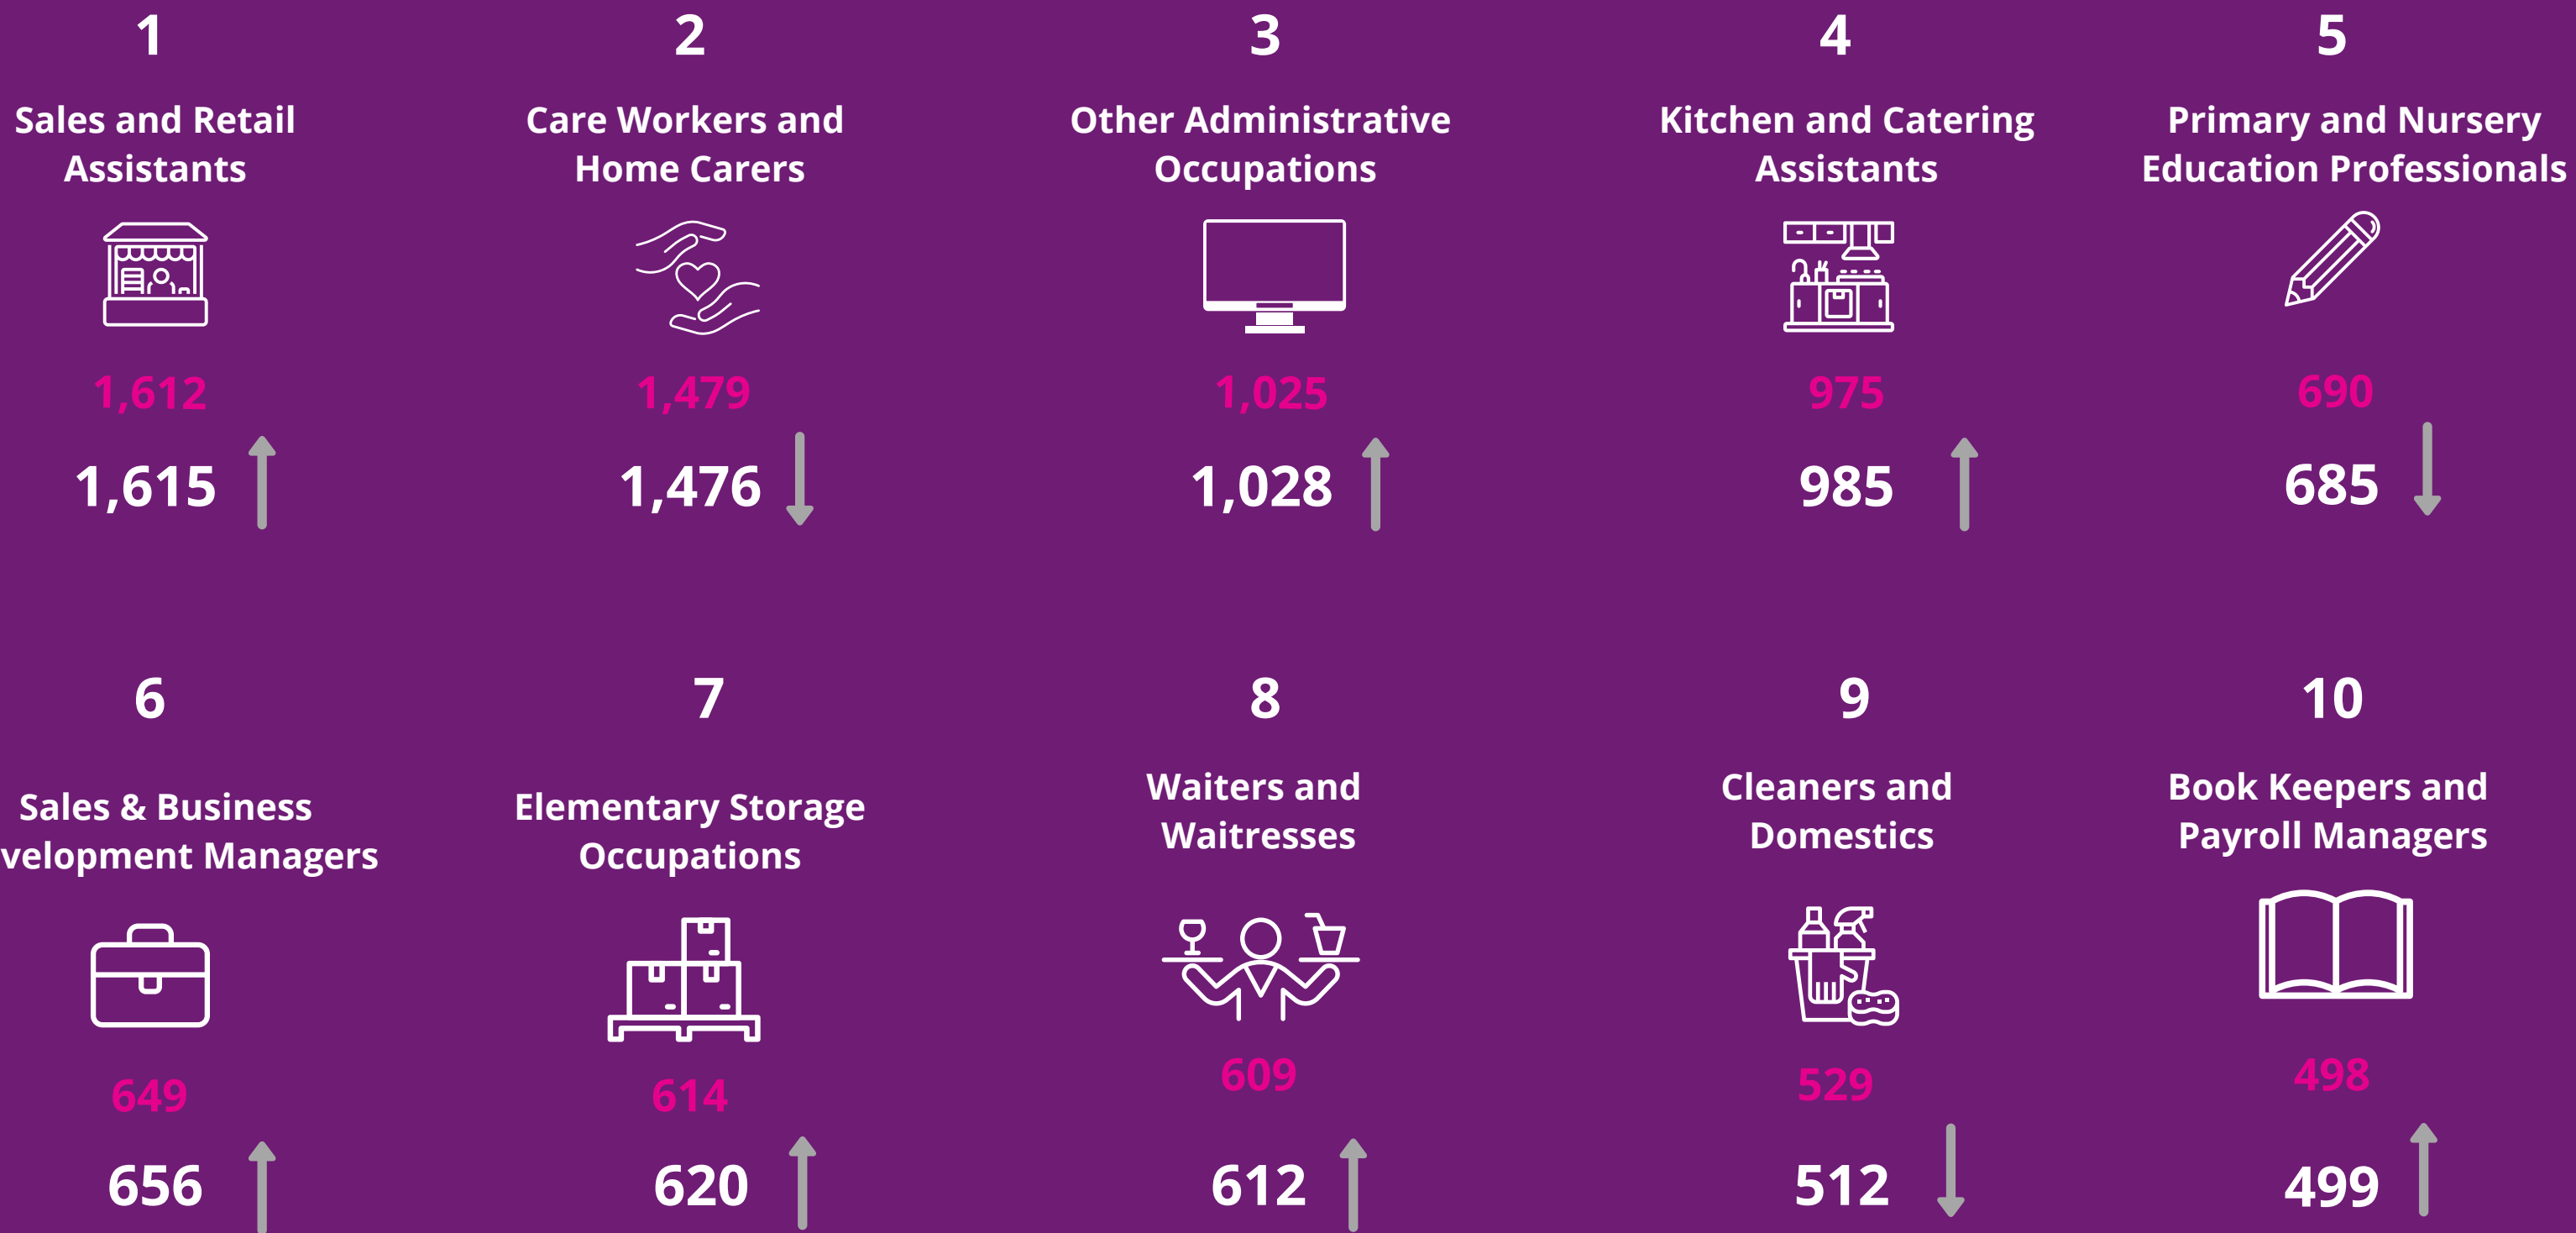 1
Sales and Retail
Assistants
1,612
1,615
2
Care Workers and
Home Carers
1,479
1,476
3
Other Administrative
Occupations
1,025
1,028
4
Kitchen and Catering
Assistants
975
985
5
Primary and Nursery
Education Professionals
690
685
6
Sales & Business
velopment Managers
649
656
7
Elementary Storage
Occupations
614
620
8
Waiters and
Waitresses
609
612
9
Cleaners and
Domestics
529
512
10
Book Keepers and
Payroll Managers
498
499